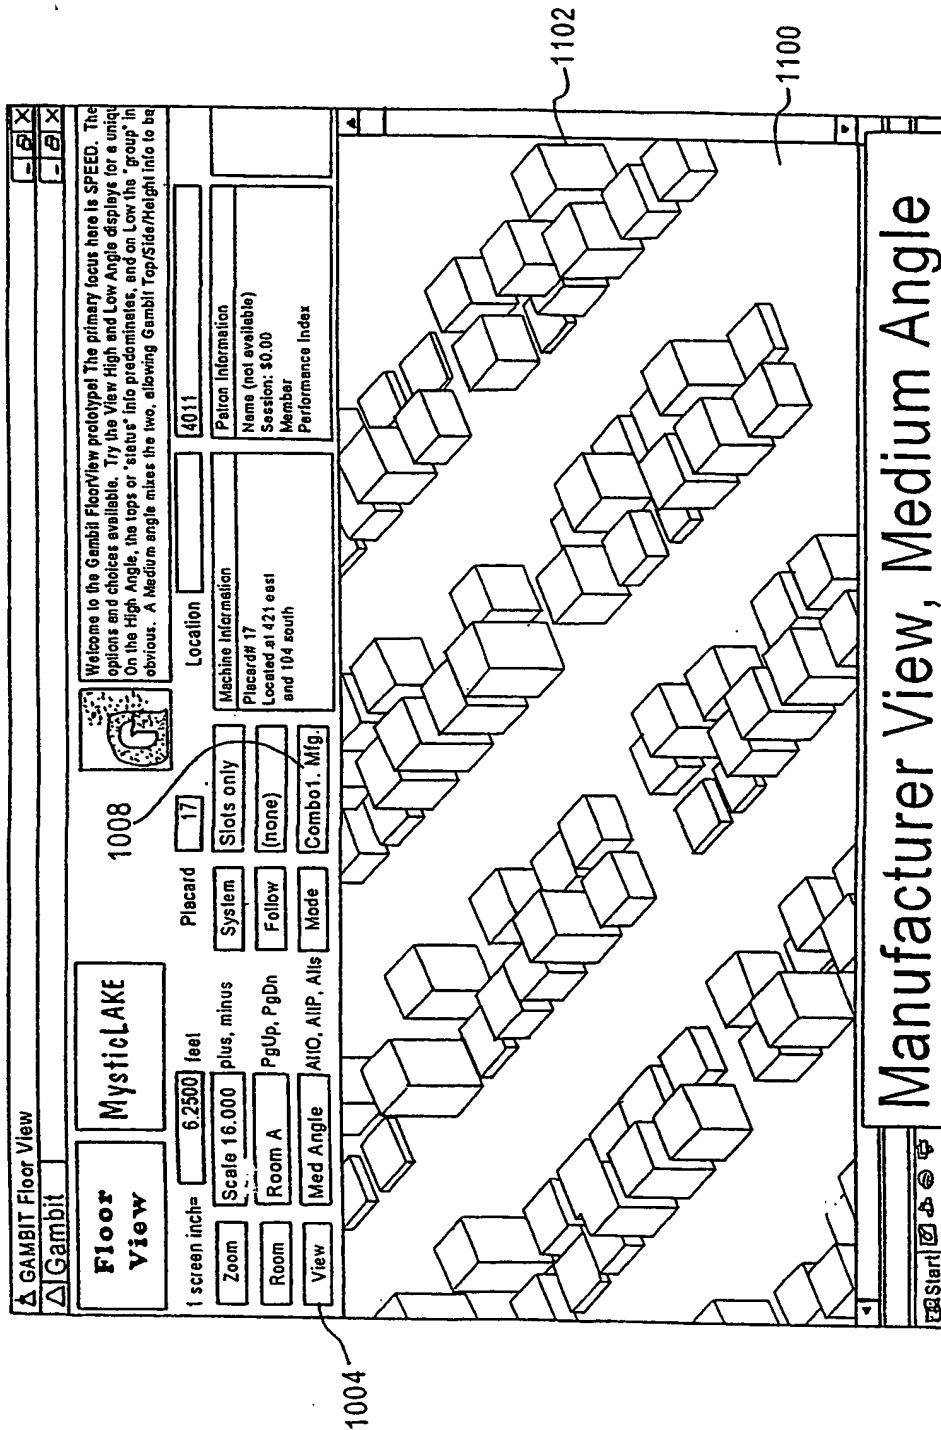 GAMBIT Floor View
Gambit
Floor
View
MysticLAKE
Welcome to the Gambit FloorView prototype! The primary focus here is SPEED. The
options and choices available. Try the View High and Low Angle displays for a uniqu
On the High Angle, the tops or "status" info predominates, and on Low the "group" in
obvious. A Medium angle mixes the two, allowing Gambit Top/Side/Height info to be
1008
1 screen inch= 6.2500 feet
Placard 17
Location 4011
Zoom Scale 16.000 plus, minus
System Slots only
Room Room A PgUp, PgDn
Follow (none)
View Med Angle AllO, AllP, Alls
Mode Combo1. Mfg.
Machine Information
Placard# 17
Located at 421 east
and 104 south
Patron Information
Name (not available)
Session: $0.00
Member
Performance Index
1004
1102
1100
Start
Manufacturer View, Medium Angle